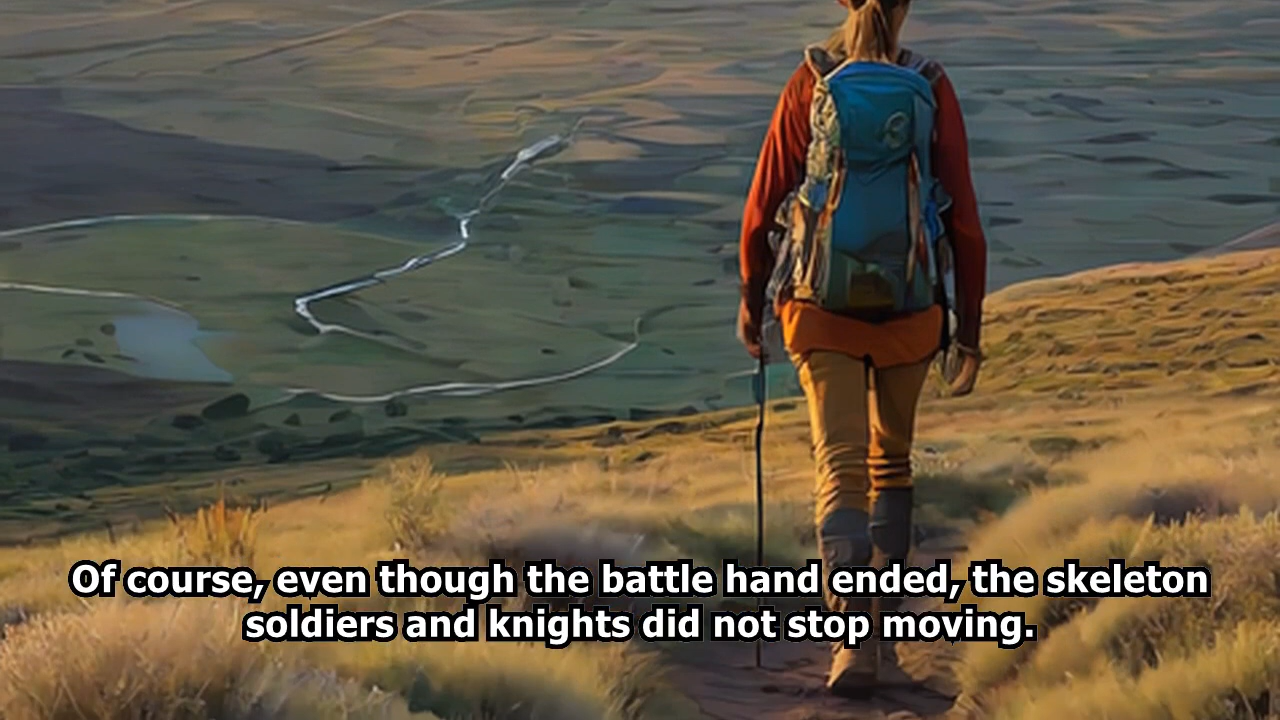 Of course, even though the battle hand ended, the skeleton
soldiers and knights did not stop moving.